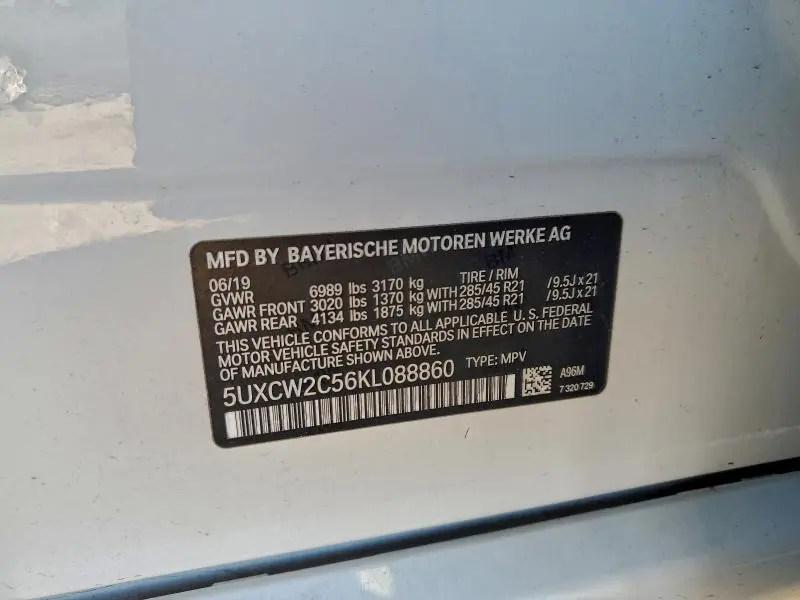 MFD BY BAYERISCHE MOTOREN WERKE AG
06/19 TIRE / RIM
GVWR 6989 lbs 3170 kg
GAWR FRONT 3020 lbs 1370 kg WITH 285/45 R21 /9.5J x 21
GAWR REAR 4134 lbs 1875 kg WITH 285/45 R21 /9.5J x 21
THIS VEHICLE CONFORMS TO ALL APPLICABLE U.S. FEDERAL
MOTOR VEHICLE SAFETY STANDARDS IN EFFECT ON THE DATE
OF MANUFACTURE SHOWN ABOVE.
5UXCW2C56KL088860 TYPE: MPV
A96M
7 320 729